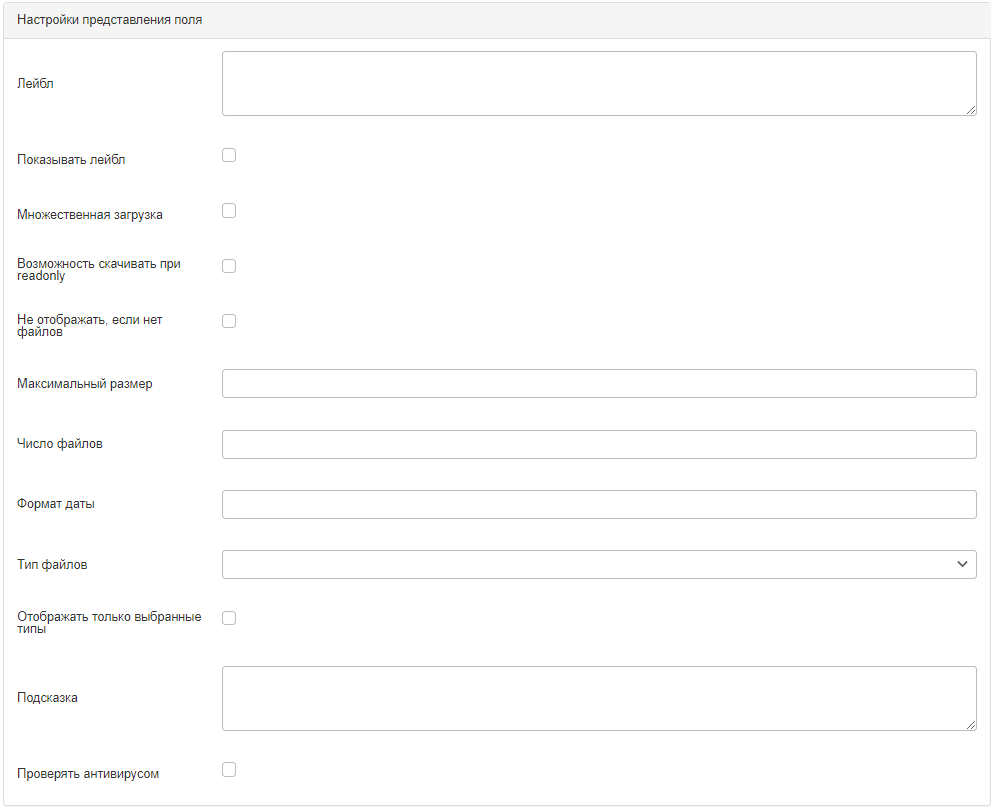 Настройки представления поля
Лейбл
Показывать лейбл
Множественная загрузка
Возможность скачивать при
readonly
Не отображать, если нет
файлов
Максимальный размер
Число файлов
Формат даты
Тип файлов
Отображать только выбранные
типы
Подсказка
Проверять антивирусом